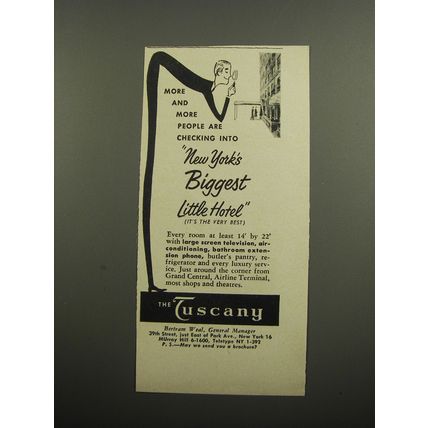 MORE
AND
MORE
PEOPLE ARE
CHECKING INTO
"New York's
Biggest
Little Hotel"
(IT'S THE VERY BEST)
Every room at least 14' by 22'
with large screen television, air-
conditioning, bathroom exten-
sion phone, butler's pantry, re-
frigerator and every luxury serv-
ice. Just around the corner from
Grand Central, Airline Terminal,
most shops and theatres.
THE Tuscany
Bertram Weal, General Manager
39th Street, just East of Park Ave., New York 16
MUrray Hill 6-1600, Teletype NY 1-392
P. S.—May we send you a brochure?